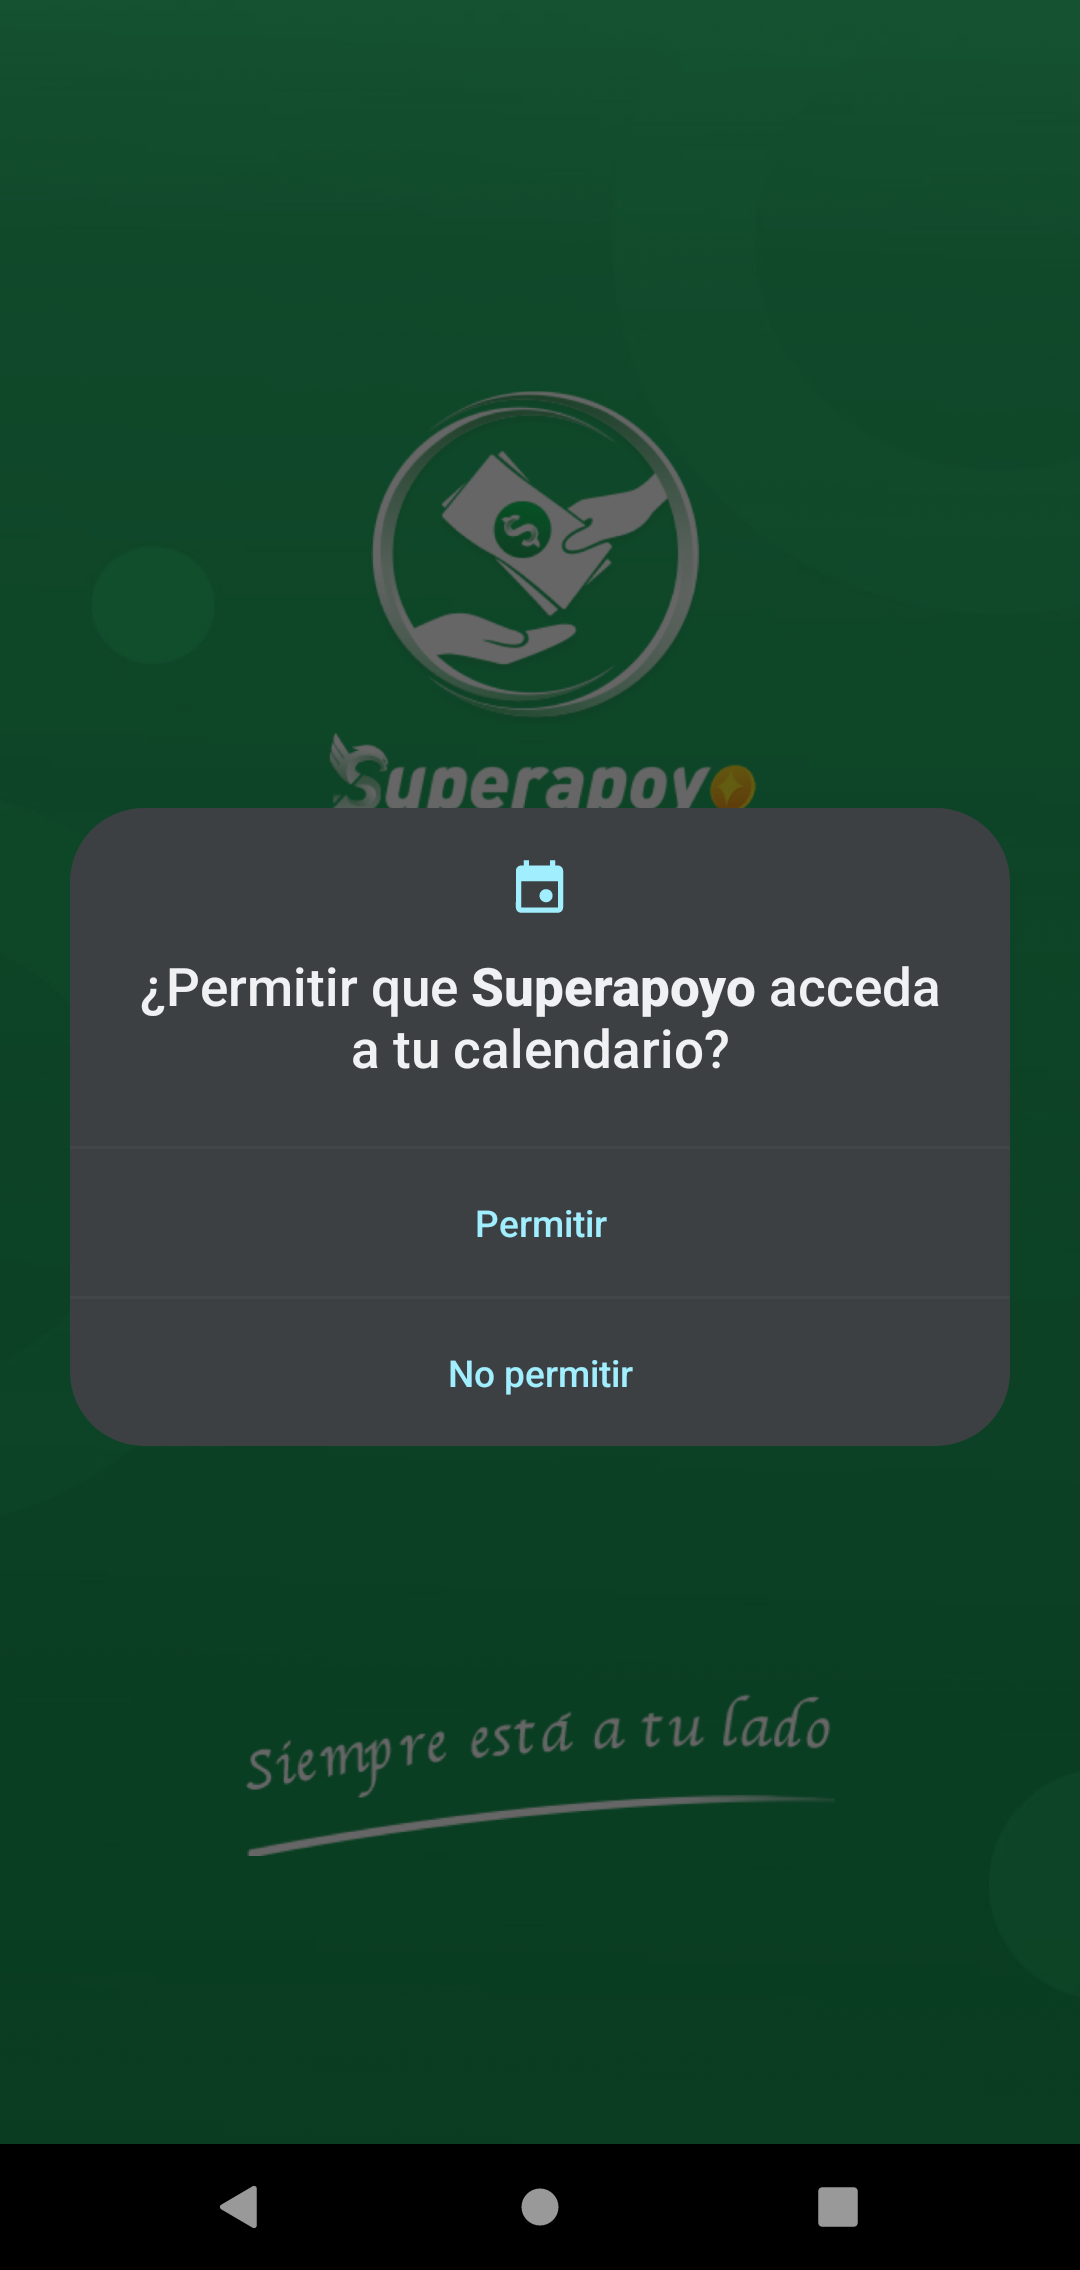 Superapoyo
¿Permitir que Superapoyo acceda
a tu calendario?
Permitir
No permitir
Siempre está a tu lado